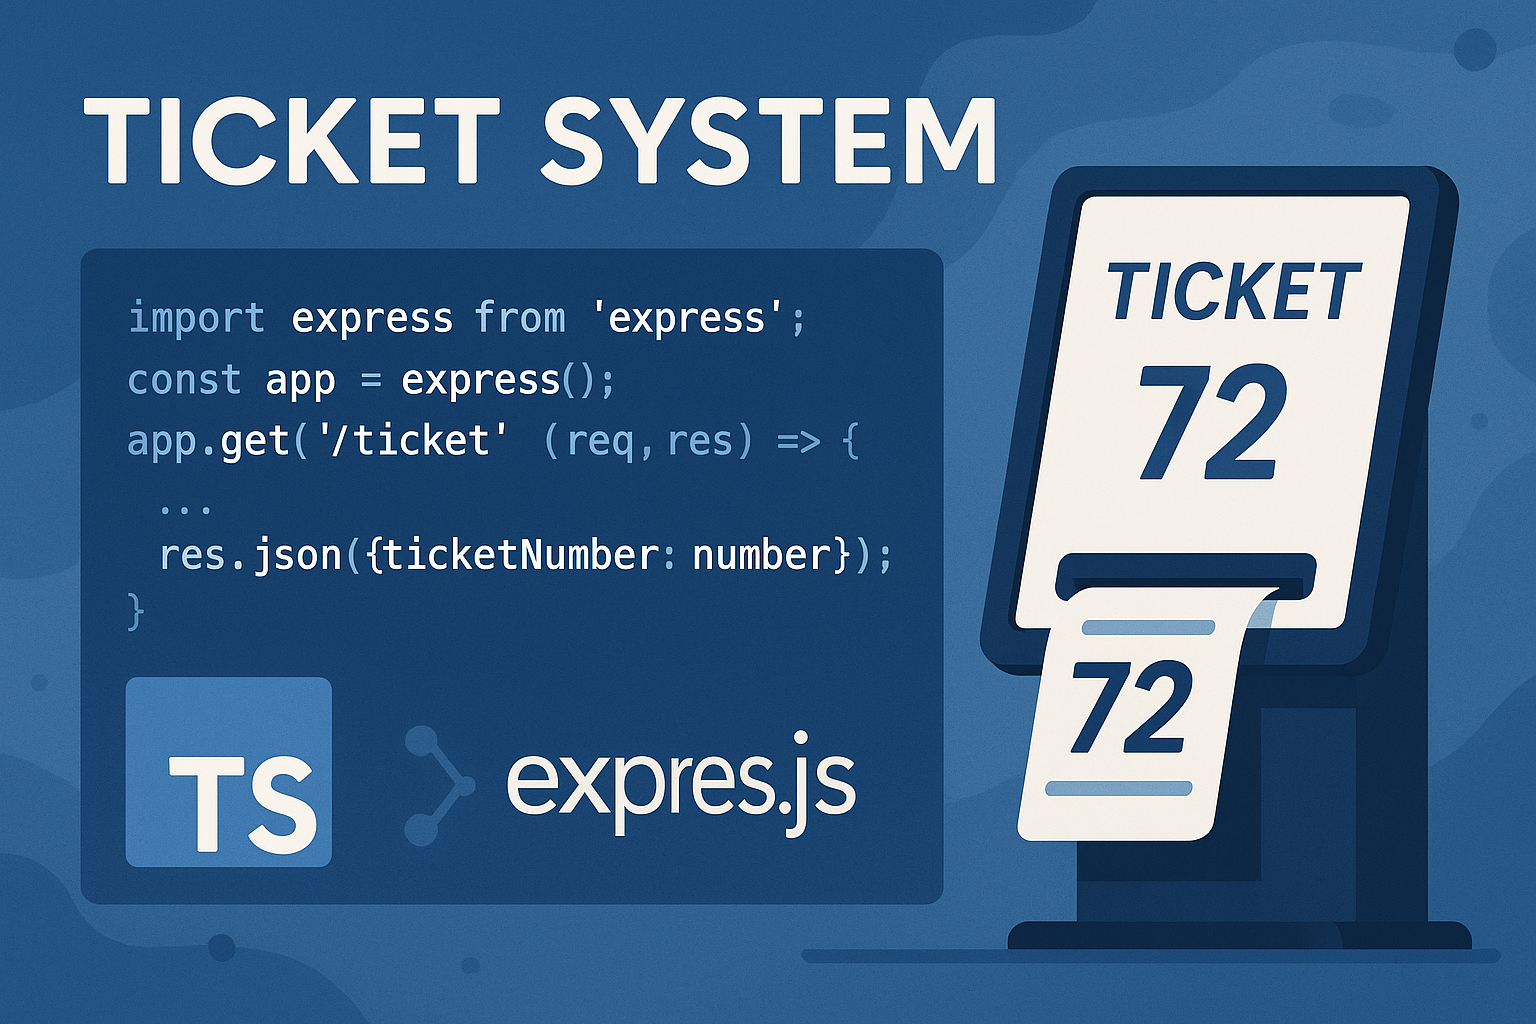 TICKET SYSTEM
import express from 'express';
const app = express();
app.get('/ticket' (req, res) => {
...
res.json({ticketNumber: number});
}
TS
expres.js
TICKET
72
72